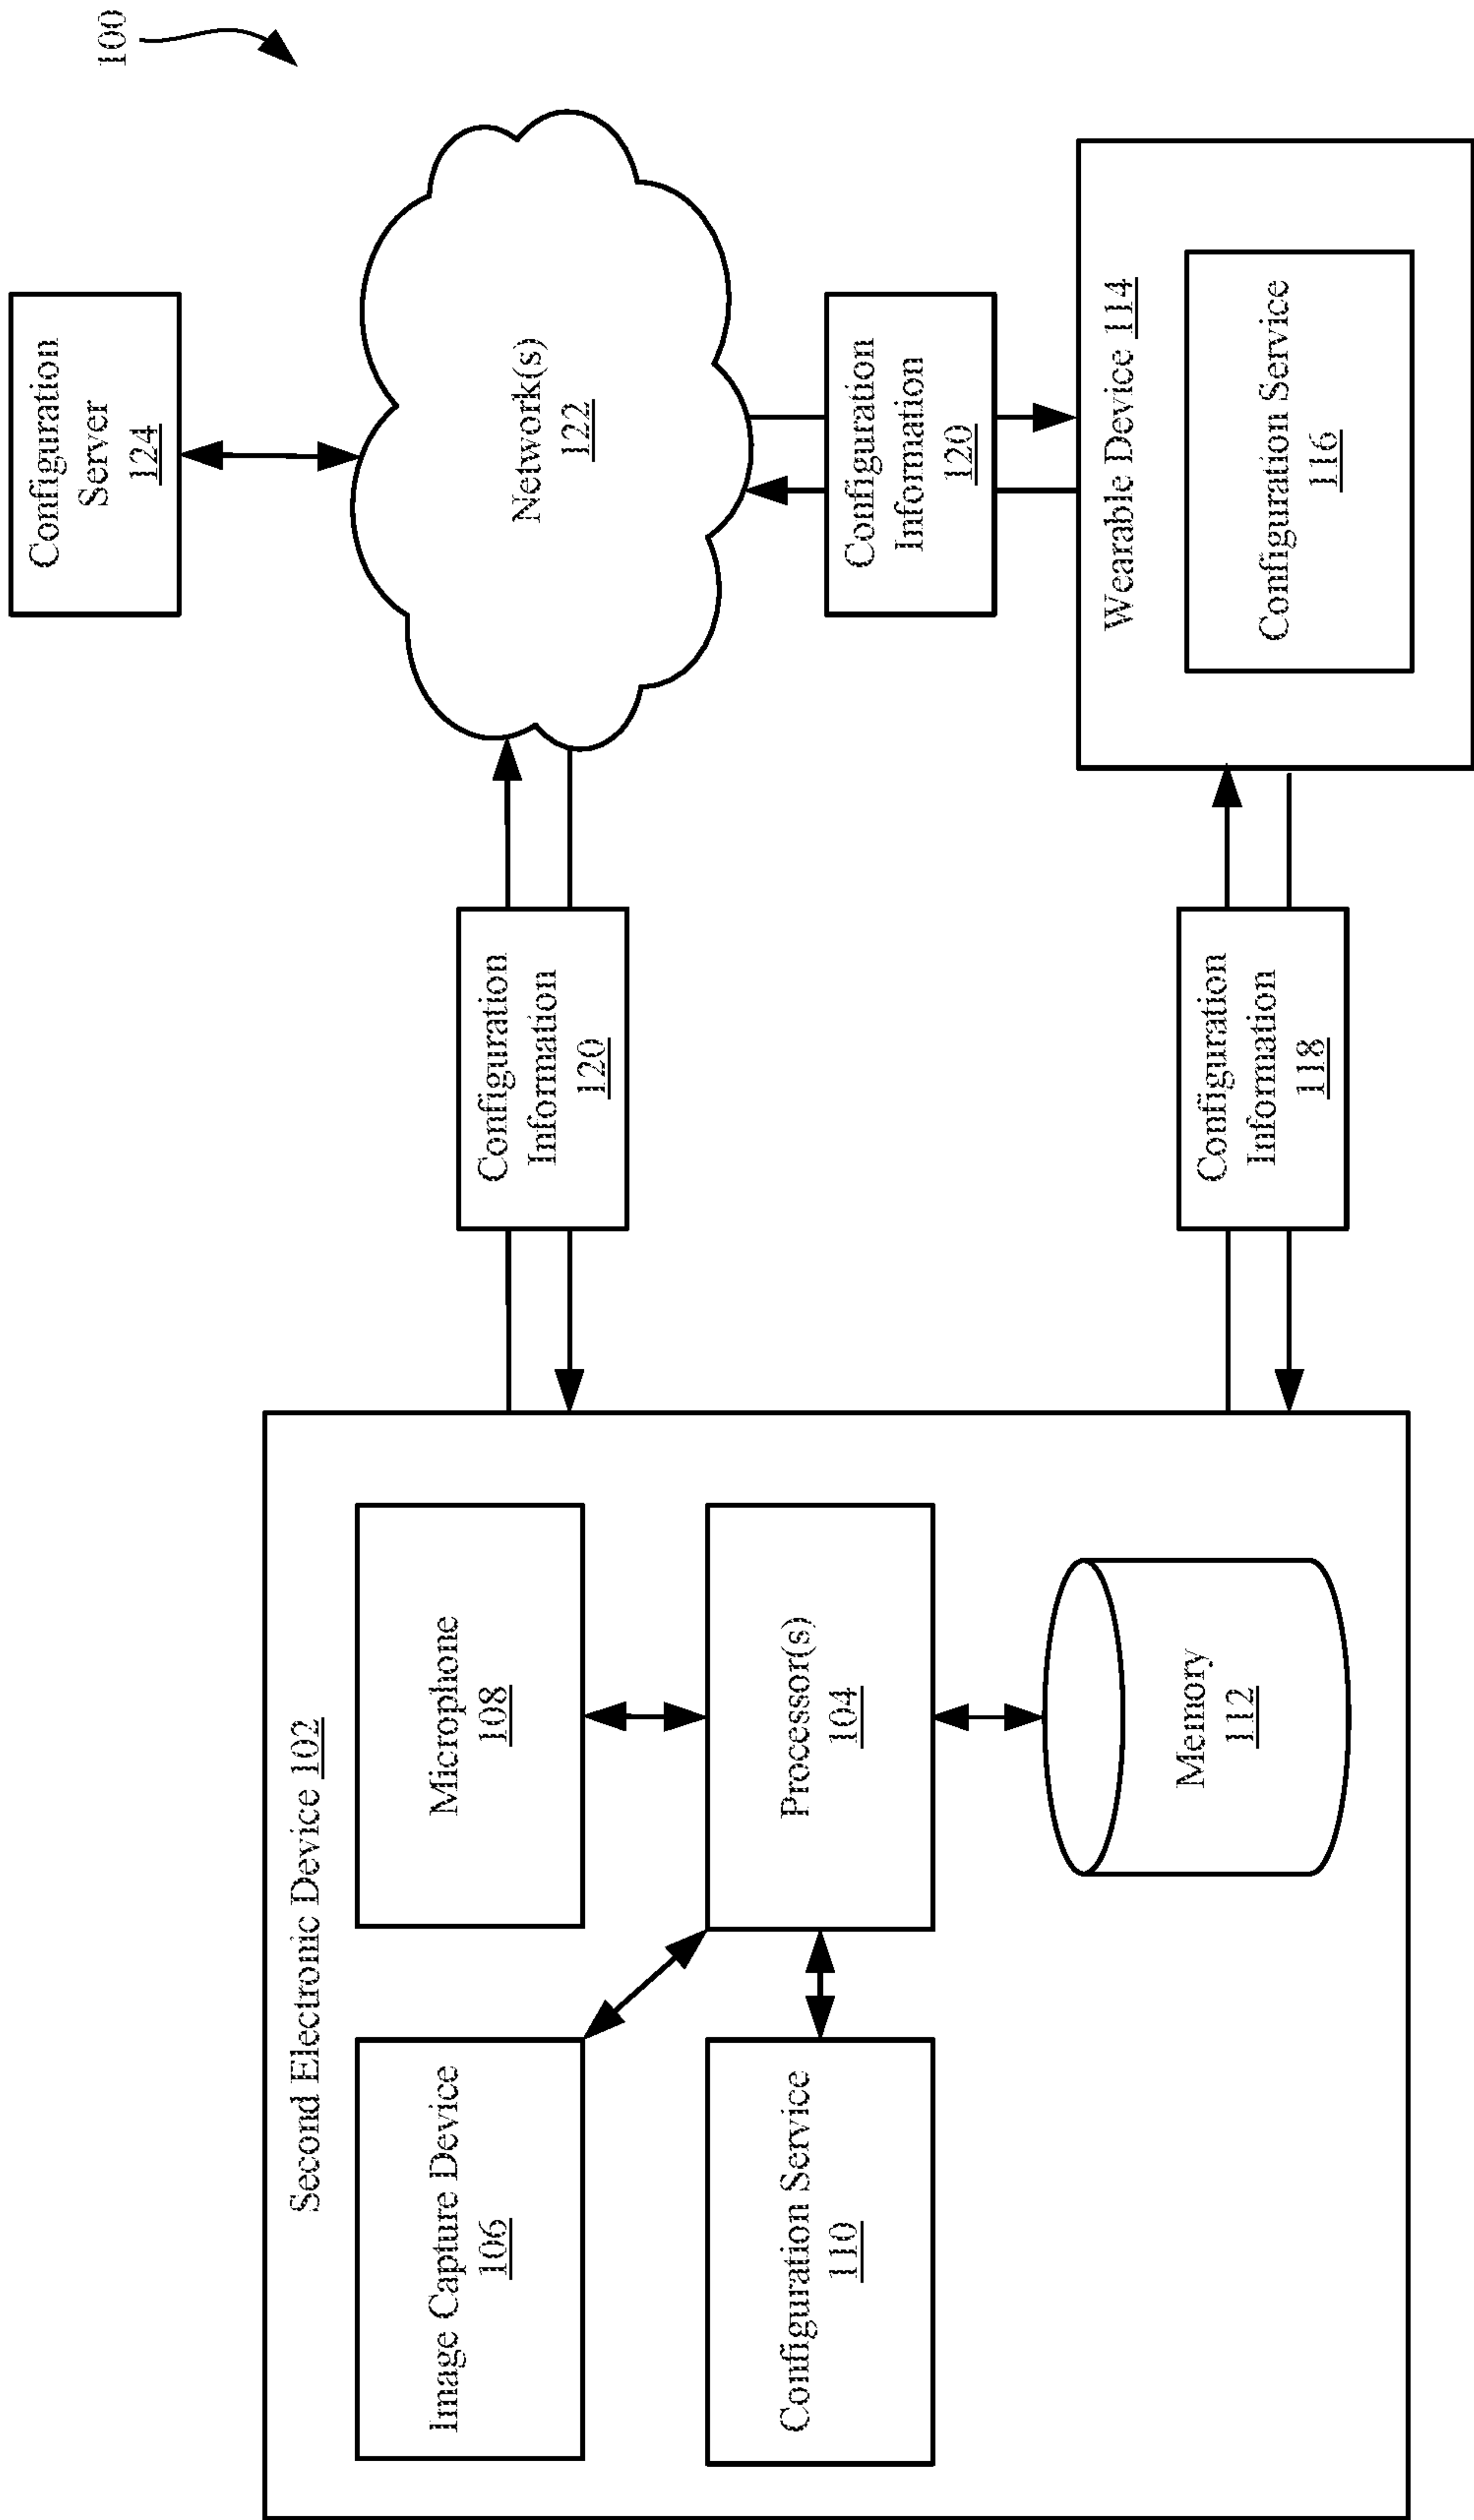 100
Second Electronic Device 102
Image Capture Device
106
Microphone
108
Configuration Service
110
Processor(s)
104
Memory
112
Configuration
Information
120
Configuration
Information
118
Configuration
Server
124
Network(s)
122
Configuration
Information
120
Wearable Device 114
Configuration Service
116